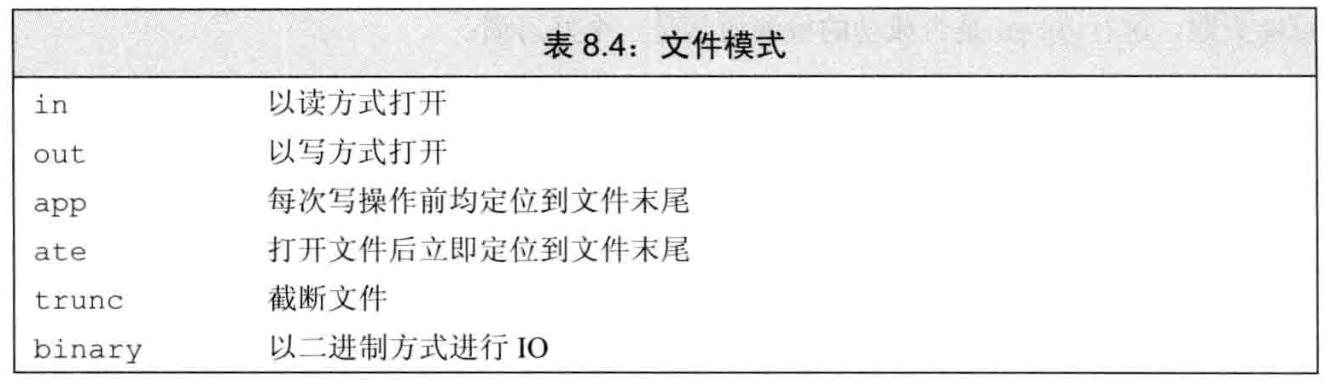 表 8.4：文件模式
in 以读方式打开
out 以写方式打开
app 每次写操作前均定位到文件末尾
ate 打开文件后立即定位到文件末尾
trunc 截断文件
binary 以二进制方式进行 IO